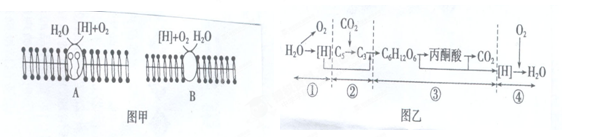 H₂O [H]+O₂ [H]+O₂ H₂O
A B
图甲
O₂ CO₂ O₂
H₂O→[H] C₅→C₃→C₆H₁₂O₆→丙酮酸→CO₂
[H]→H₂O
① ② ③ ④
图乙